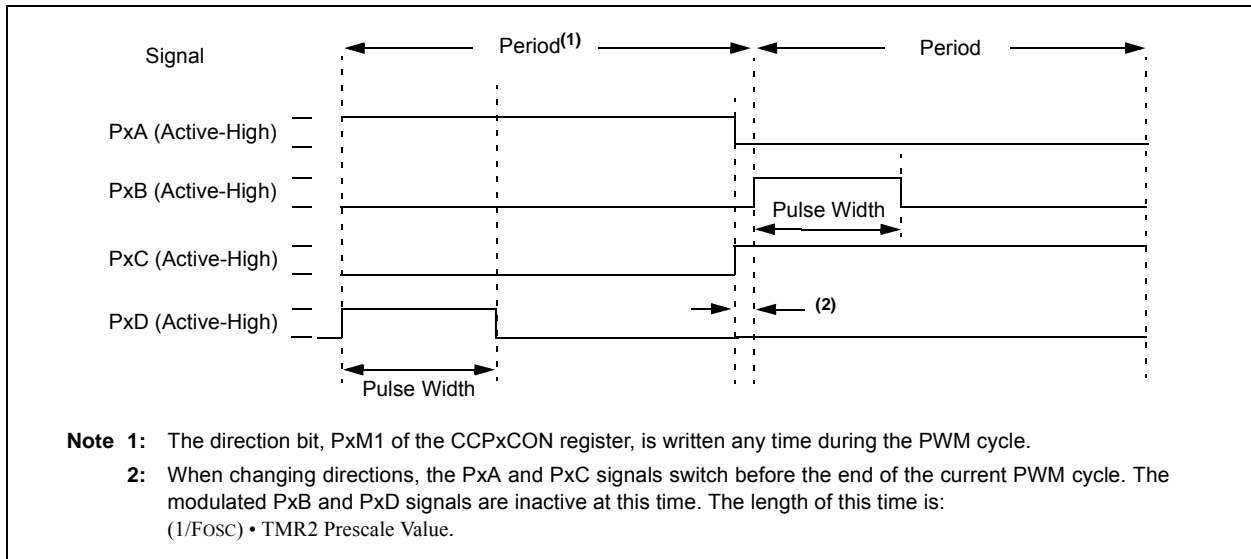 Signal
Period(1)
Period
PxA (Active-High)
PxB (Active-High)
Pulse Width
PxC (Active-High)
PxD (Active-High)
(2)
Pulse Width
Note 1: The direction bit, PxM1 of the CCPxCON register, is written any time during the PWM cycle.
2: When changing directions, the PxA and PxC signals switch before the end of the current PWM cycle. The
modulated PxB and PxD signals are inactive at this time. The length of this time is:
(1/FOSC) • TMR2 Prescale Value.